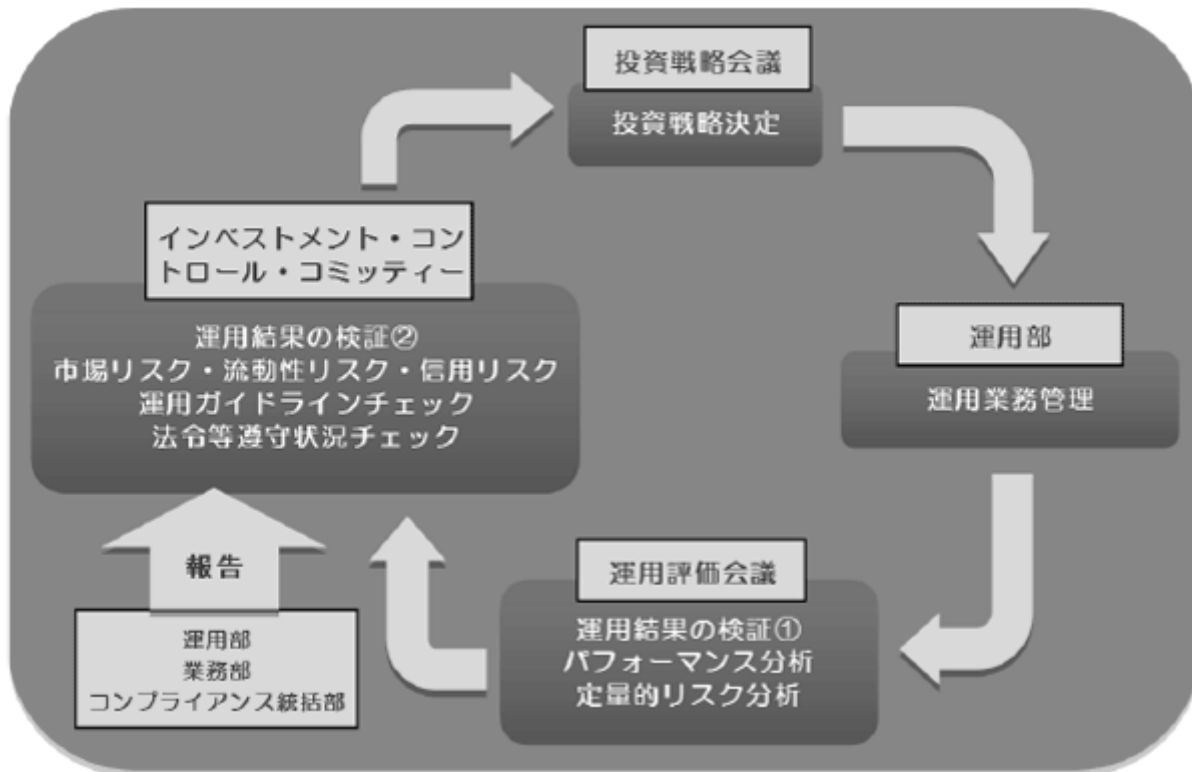 投資戦略会議
投資戦略決定
運用部
運用業務管理
運用評価会議
運用結果の検証①
パフォーマンス分析
定量的リスク分析
インベストメント・コン
トロール・コミッティー
運用結果の検証②
市場リスク・流動性リスク・信用リスク
運用ガイドラインチェック
法令等遵守状況チェック
報告
運用部
業務部
コンプライアンス統括部